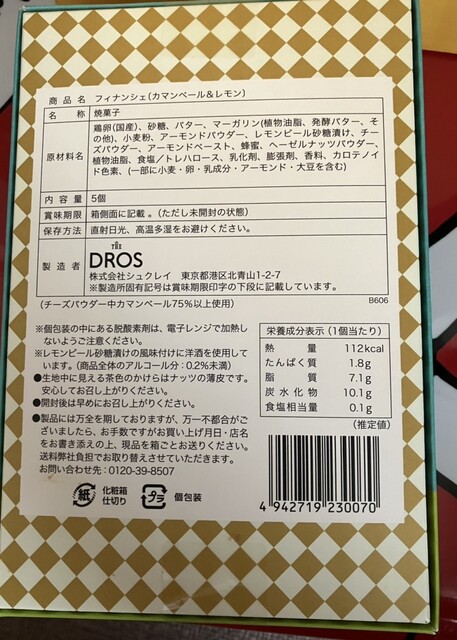 商品名 フィナンシェ(カマンベール&レモン)
名称 焼菓子
原材料名 鶏卵(国産)、砂糖、バター、マーガリン(植物油脂、発酵バター、その他)、小麦粉、アーモンドパウダー、レモンピール砂糖漬け、チーズパウダー、アーモンドペースト、蜂蜜、ヘーゼルナッツパウダー、植物油脂、食塩/トレハロース、乳化剤、膨張剤、香料、カロテノイド色素、(一部に小麦・卵・乳成分・アーモンド・大豆を含む)
内容量 5個
賞味期限 箱側面に記載。(ただし未開封の状態)
保存方法 直射日光、高温多湿をお避けください。
製造者 THE DROS
株式会社シュクレイ 東京都港区北青山1-2-7
※製造所固有記号は賞味期限印字の下段に記載しています。
(チーズパウダー中カマンベール75%以上使用)
B606
※個包装の中にある脱酸素剤は、電子レンジで加熱し
ないようご注意ください。
※レモンピール砂糖漬けの風味付けに洋酒を使用して
います。(商品全体のアルコール分:0.2%未満)
●生地中に見える茶色のかけらはナッツの薄皮です。
安心してお召し上がりください。
●開封後は早めにお召し上がりください。
●製品には万全を期しておりますが、万一不都合がご
ざいましたら、お手数ですがお買い上げ月日・店名
をお書き添えの上、現品を箱ごとお送りください。
送料弊社負担でお取り替えさせていただきます。
お問い合わせ先:0120-39-8507
紙 化粧箱 仕切り
プラ 個包装
栄養成分表示(1個当たり)
熱量 112kcal
たんぱく質 1.8g
脂質 7.1g
炭水化物 10.1g
食塩相当量 0.1g
(推定値)
4 942719 230070